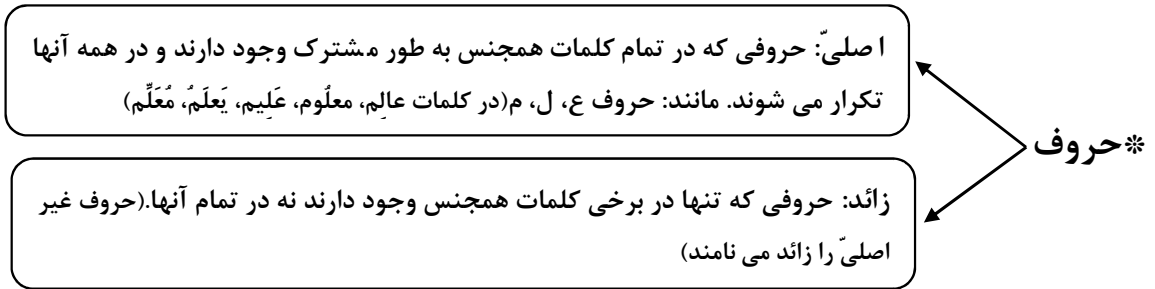 *حروف
ا صلیّ: حروفی که در تمام کلمات همجنس به طور مشترک وجود دارند و در همه آنها
تکرار می شوند. مانند: حروف ع، ل، م(در کلمات عالِم، معلُوم، عَلِیم، یَعلَمُ، مُعَلِّم)
زائد: حروفی که تنها در برخی کلمات همجنس وجود دارند نه در تمام آنها.(حروف غیر
اصلیّ را زائد می نامند)